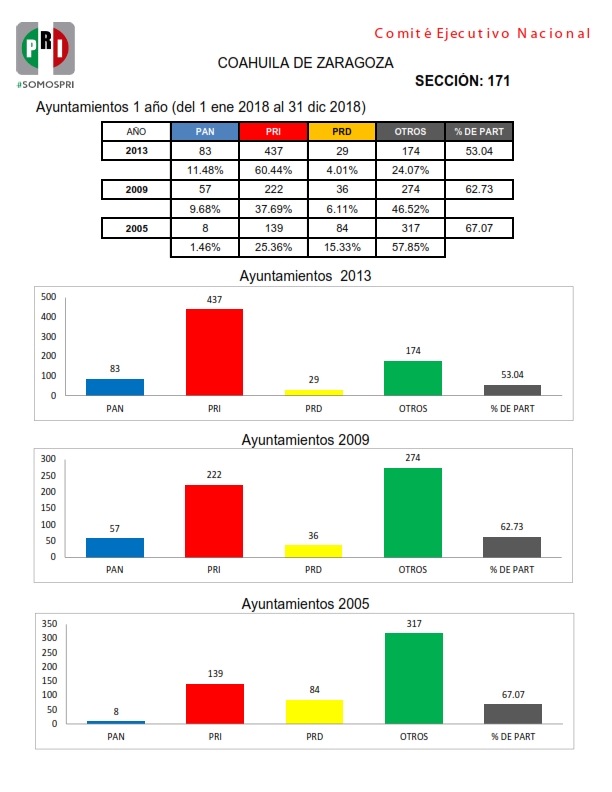 Comité Ejecutivo Nacional
PRI
#SOMOSPRI
COAHUILA DE ZARAGOZA
SECCIÓN: 171
Ayuntamientos 1 año (del 1 ene 2018 al 31 dic 2018)
AÑO PAN PRI PRD OTROS % DE PART
2013 83 437 29 174 53.04
11.48% 60.44% 4.01% 24.07%
2009 57 222 36 274 62.73
9.68% 37.69% 6.11% 46.52%
2005 8 139 84 317 67.07
1.46% 25.36% 15.33% 57.85%
Ayuntamientos 2013
500
400
300
200
100
0
83 437 29 174 53.04
PAN PRI PRD OTROS % DE PART
Ayuntamientos 2009
300
250
200
150
100
50
0
57 222 36 274 62.73
PAN PRI PRD OTROS % DE PART
Ayuntamientos 2005
350
300
250
200
150
100
50
0
8 139 84 317 67.07
PAN PRI PRD OTROS % DE PART